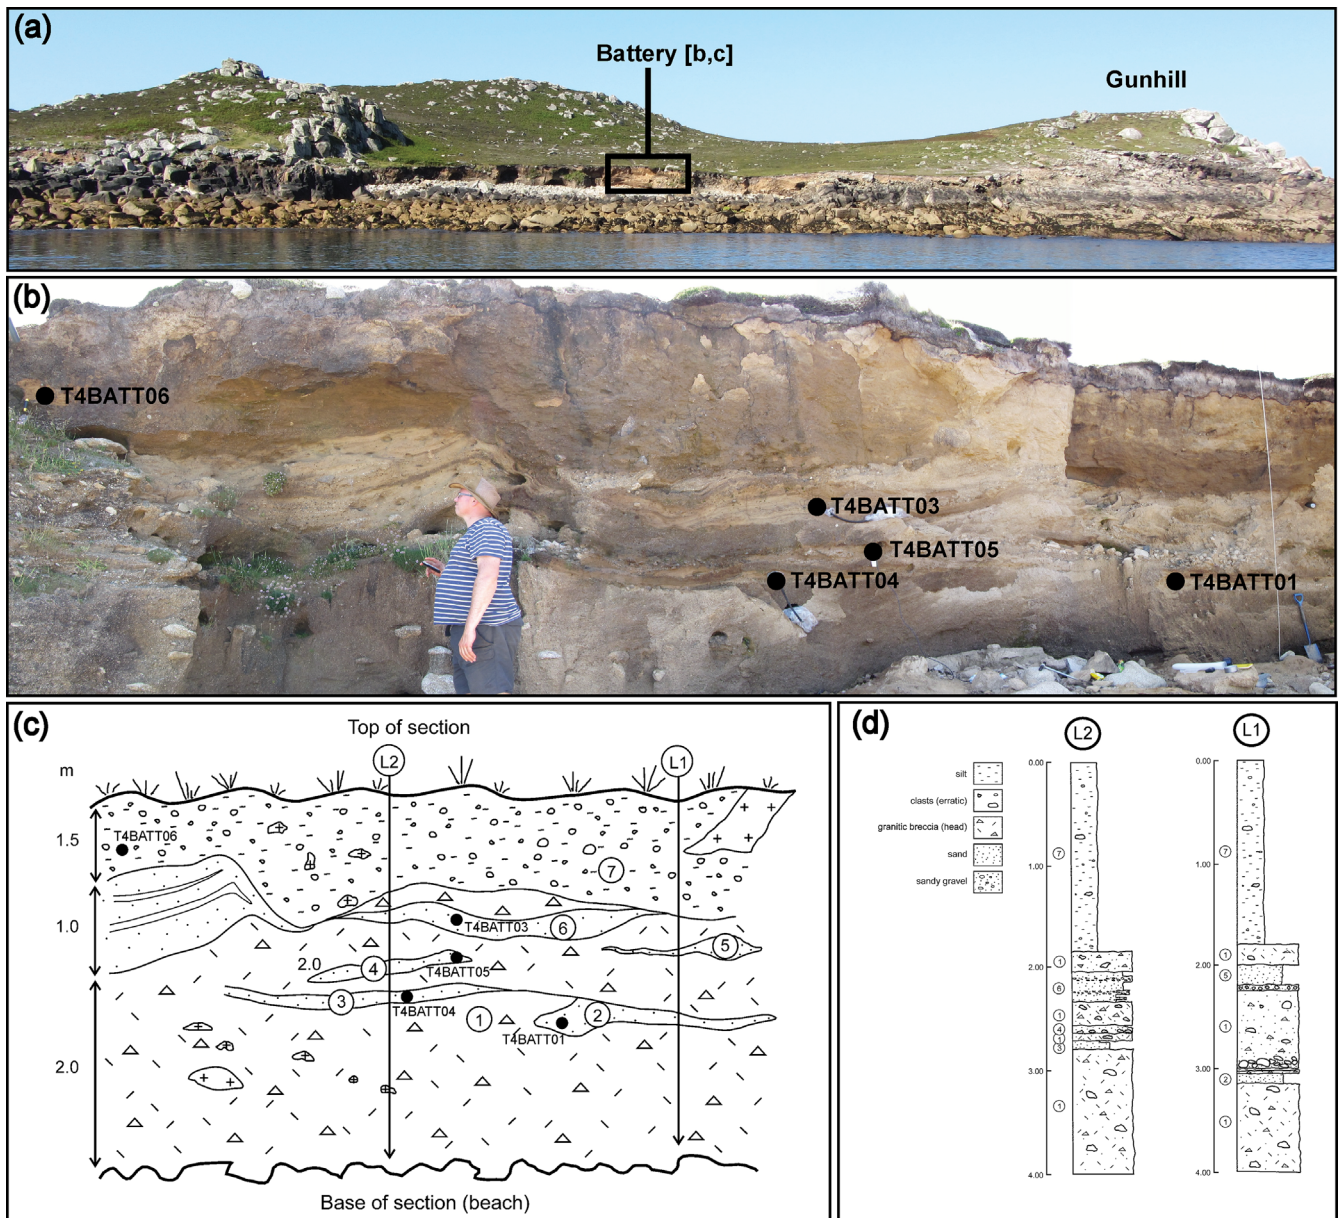 (a)
Battery [b,c]
Gunhill
(b)
T4BATT06
T4BATT03
T4BATT05
T4BATT04
T4BATT01
(c)
Top of section
m
L2
L1
1.5
T4BATT06
7
1.0
T4BATT03
6
5
2.0
4
T4BATT05
3
T4BATT04
1
2
T4BATT01
2.0
Base of section (beach)
(d)
L2
L1
silt
clasts (erratic)
granitic breccia (head)
sand
sandy gravel
0.00
7
1.00
1
2.00
6
1
4
1
3
3.00
1
4.00
0.00
7
1.00
1
2.00
5
1
3.00
2
1
4.00